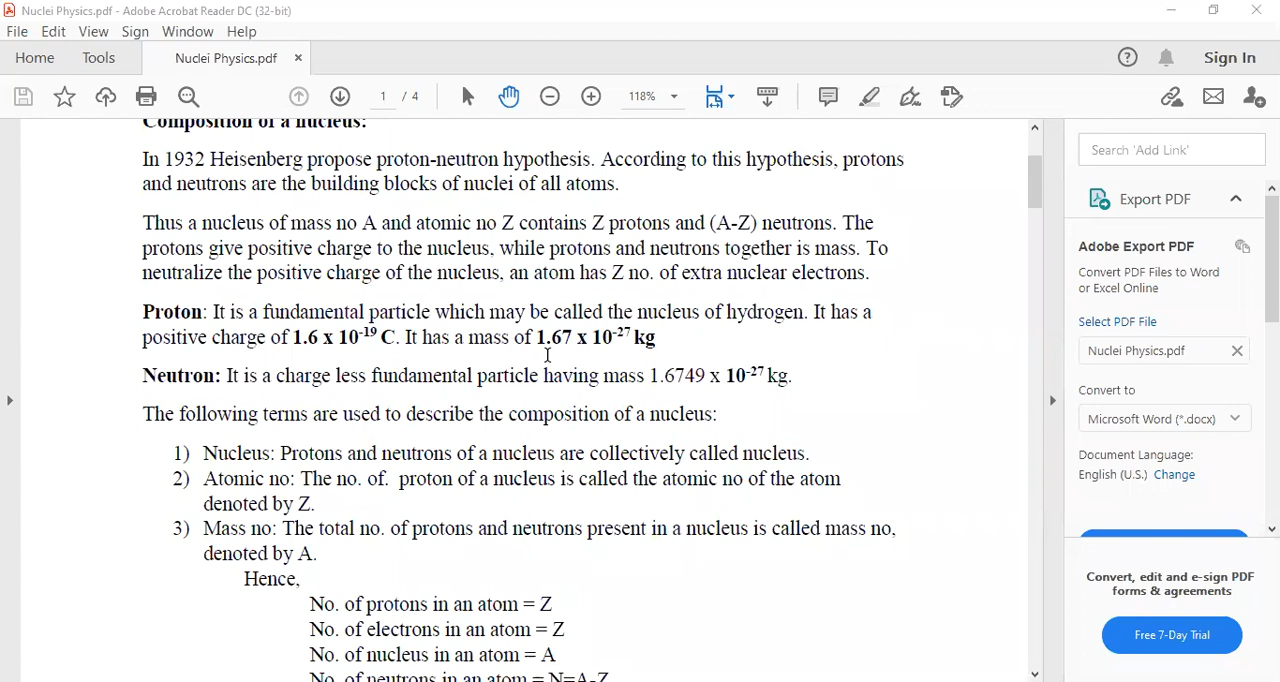 Nuclei Physics.pdf - Adobe Acrobat Reader DC (32-bit)
File Edit View Sign Window Help
Home Tools Nuclei Physics.pdf × Sign In
1 / 4 118%
Composition of a nucleus:
In 1932 Heisenberg propose proton-neutron hypothesis. According to this hypothesis, protons
and neutrons are the building blocks of nuclei of all atoms.
Thus a nucleus of mass no A and atomic no Z contains Z protons and (A-Z) neutrons. The
protons give positive charge to the nucleus, while protons and neutrons together is mass. To
neutralize the positive charge of the nucleus, an atom has Z no. of extra nuclear electrons.
Proton: It is a fundamental particle which may be called the nucleus of hydrogen. It has a
positive charge of 1.6 x 10⁻¹⁹ C. It has a mass of 1.67 x 10⁻²⁷ kg
Neutron: It is a charge less fundamental particle having mass 1.6749 x 10⁻²⁷ kg.
The following terms are used to describe the composition of a nucleus:
1) Nucleus: Protons and neutrons of a nucleus are collectively called nucleus.
2) Atomic no: The no. of. proton of a nucleus is called the atomic no of the atom
denoted by Z.
3) Mass no: The total no. of protons and neutrons present in a nucleus is called mass no,
denoted by A.
Hence,
No. of protons in an atom = Z
No. of electrons in an atom = Z
No. of nucleus in an atom = A
No. of neutrons in an atom = N=A-Z
Search 'Add Link'
Export PDF
Adobe Export PDF
Convert PDF Files to Word
or Excel Online
Select PDF File
Nuclei Physics.pdf
Convert to
Microsoft Word (*.docx)
Document Language:
English (U.S.) Change
Convert, edit and e-sign PDF
forms & agreements
Free 7-Day Trial